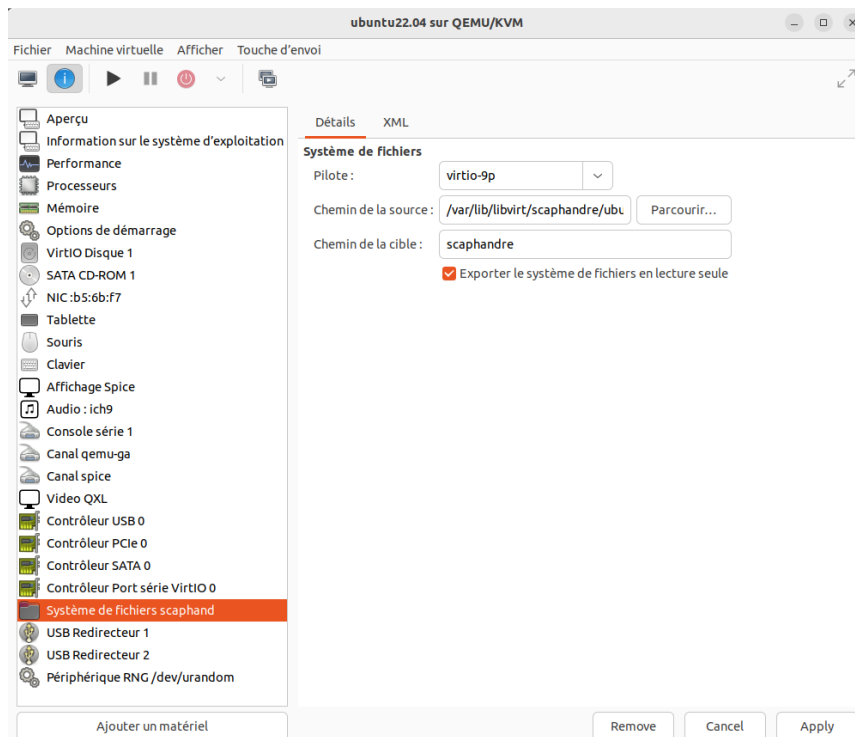 ubuntu22.04 sur QEMU/KVM
Fichier Machine virtuelle Afficher Touche d'envoi
Aperçu
Information sur le système d'exploitation
Performance
Processeurs
Mémoire
Options de démarrage
VirtIO Disque 1
SATA CD-ROM 1
NIC :b5:6b:f7
Tablette
Souris
Clavier
Affichage Spice
Audio : ich9
Console série 1
Canal qemu-ga
Canal spice
Video QXL
Contrôleur USB 0
Contrôleur PCIe 0
Contrôleur SATA 0
Contrôleur Port série VirtIO 0
Système de fichiers scaphand
USB Redirecteur 1
USB Redirecteur 2
Périphérique RNG /dev/urandom
Ajouter un matériel
Détails XML
Système de fichiers
Pilote : virtio-9p
Chemin de la source : /var/lib/libvirt/scaphandre/ubu Parcourir...
Chemin de la cible : scaphandre
Exporter le système de fichiers en lecture seule
Remove Cancel Apply